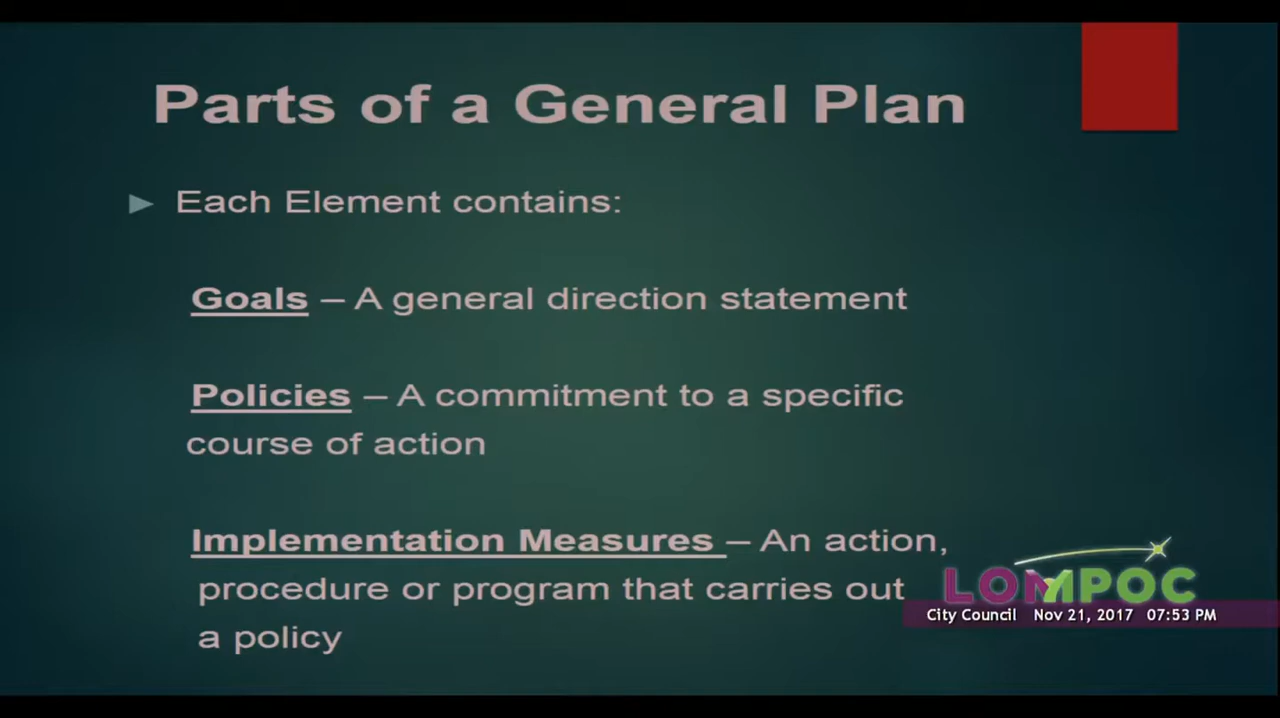 Parts of a General Plan
► Each Element contains:
Goals – A general direction statement
Policies – A commitment to a specific
course of action
Implementation Measures – An action,
procedure or program that carries out
a policy
LOMPOC
City Council Nov 21, 2017 07:53 PM